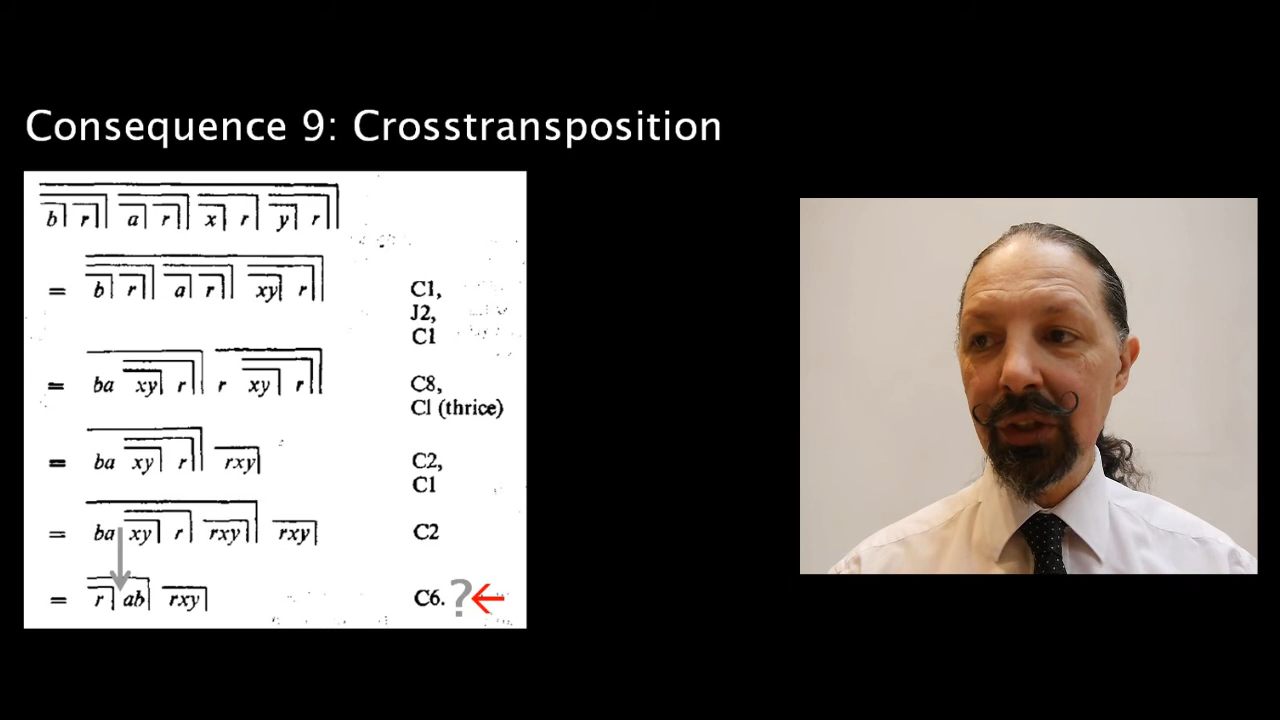 Consequence 9: Crosstransposition
b r a r x r y r
= b r a r xy r C1,
J2,
C1
= ba xy r r xy r C8,
C1 (thrice)
= ba xy r rxy C2,
C1
= ba xy r rxy rxy C2
= r ab rxy C6. ?